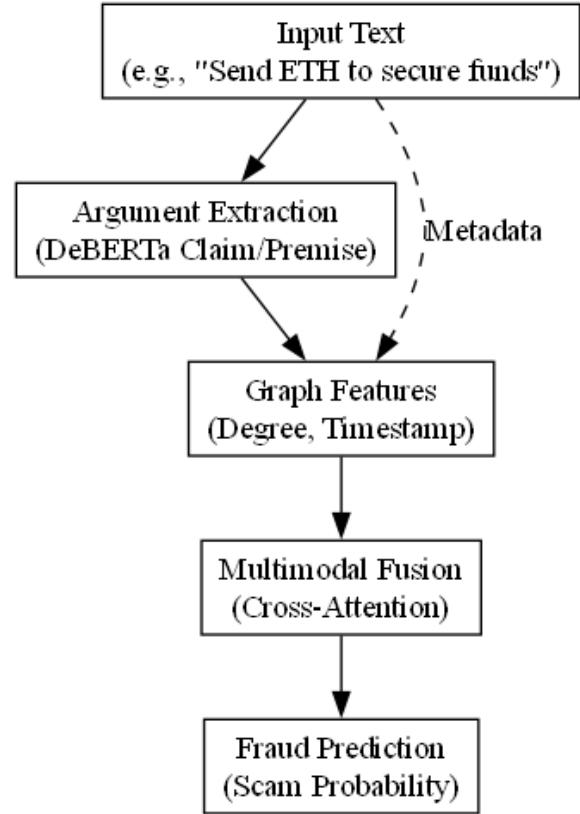 Input Text
(e.g., "Send ETH to secure funds")
Argument Extraction
(DeBERTa Claim/Premise)
Metadata
Graph Features
(Degree, Timestamp)
Multimodal Fusion
(Cross-Attention)
Fraud Prediction
(Scam Probability)